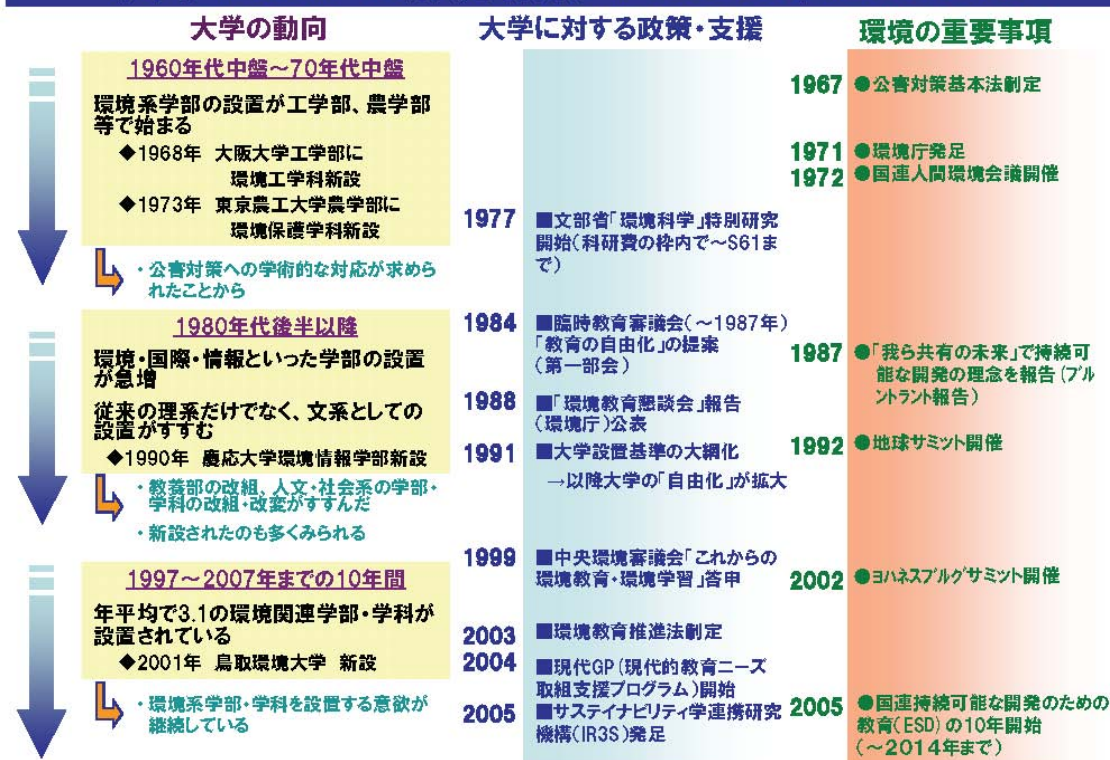 大学の動向
1960年代中盤～70年代中盤
環境系学部の設置が工学部、農学部
等で始まる
◆1968年 大阪大学工学部に
環境工学科新設
◆1973年 東京農工大学農学部に
環境保護学科新設
・公害対策への学術的な対応が求めら
れたことから
1980年代後半以降
環境・国際・情報といった学部の設置
が急増
従来の理系だけでなく、文系としての
設置がすすむ
◆1990年 慶応大学環境情報学部新設
・教養部の改組、人文・社会系の学部・
学科の改組・改変がすすんだ
・新設されたのも多くみられる
1997～2007年までの10年間
年平均で3.1の環境関連学部・学科が
設置されている
◆2001年 鳥取環境大学 新設
・環境系学部・学科を設置する意欲が
継続している
大学に対する政策・支援
1977 ■文部省「環境科学」特別研究
開始(科研費の枠内で～S61ま
で)
1984 ■臨時教育審議会(～1987年)
「教育の自由化」の提案
(第一部会)
1988 ■「環境教育懇談会」報告
(環境庁)公表
1991 ■大学設置基準の大綱化
→以降大学の「自由化」が拡大
1999 ■中央環境審議会「これからの
環境教育・環境学習」答申
2003 ■環境教育推進法制定
2004 ■現代GP(現代的教育ニーズ
取組支援プログラム)開始
2005 ■サステイナビリティ学連携研究
機構(IR3S)発足
環境の重要事項
1967 ●公害対策基本法制定
1971 ●環境庁発足
1972 ●国連人間環境会議開催
1987 ●「我ら共有の未来」で持続可
能な開発の理念を報告(ブル
ントラント報告)
1992 ●地球サミット開催
2002 ●ヨハネスブルグサミット開催
2005 ●国連持続可能な開発のための
教育(ESD)の10年開始
(～2014年まで)